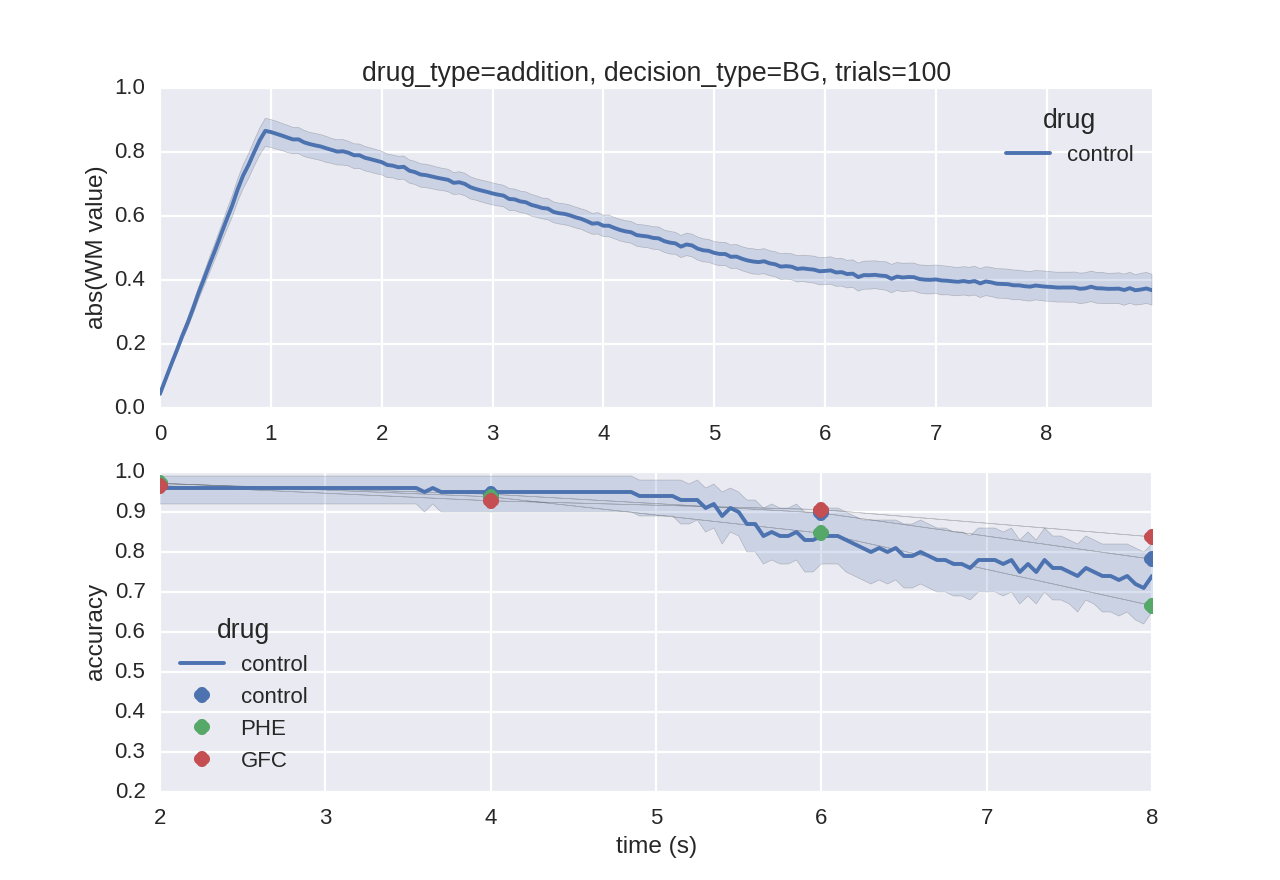 drug_type=addition, decision_type=BG, trials=100
1.0
0.8
0.6
0.4
0.2
0.0
abs(WM value)
drug
control
0 1 2 3 4 5 6 7 8
1.0
0.9
0.8
0.7
0.6
0.5
0.4
0.3
0.2
accuracy
drug
control
control
PHE
GFC
2 3 4 5 6 7 8
time (s)